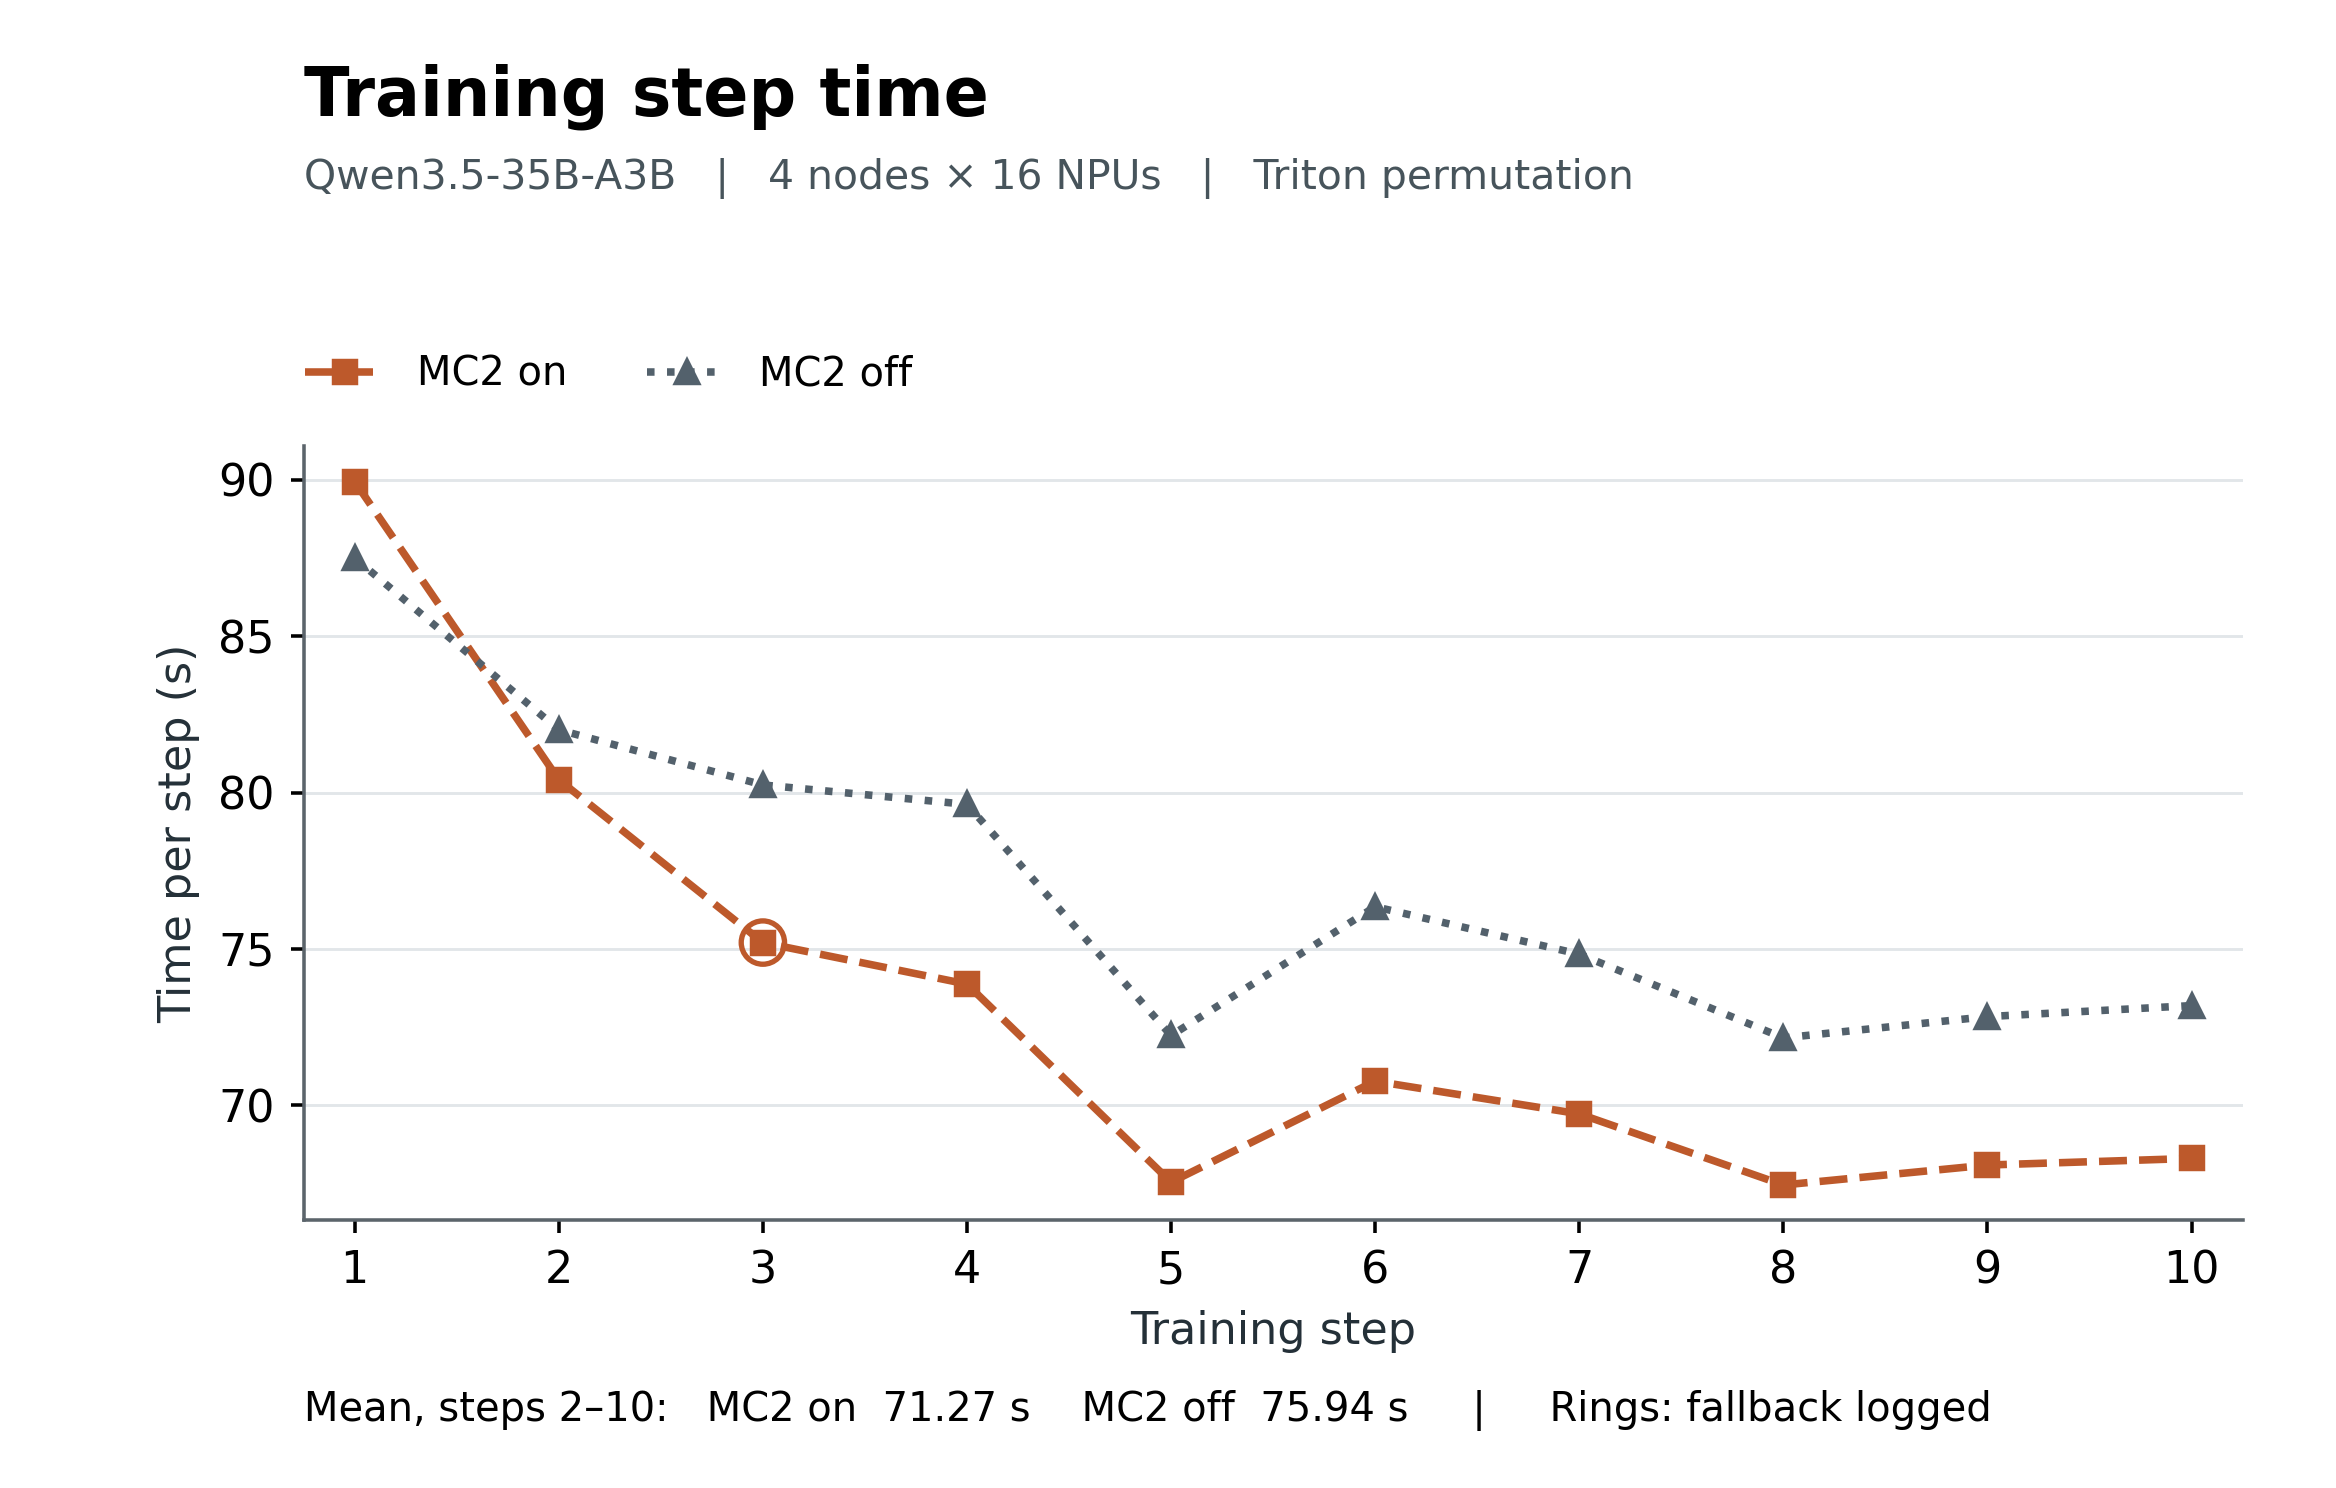 Training step time
Qwen3.5-35B-A3B | 4 nodes × 16 NPUs | Triton permutation
MC2 on MC2 off
90
85
80
75
70
Time per step (s)
1 2 3 4 5 6 7 8 9 10
Training step
Mean, steps 2–10: MC2 on 71.27 s MC2 off 75.94 s | Rings: fallback logged